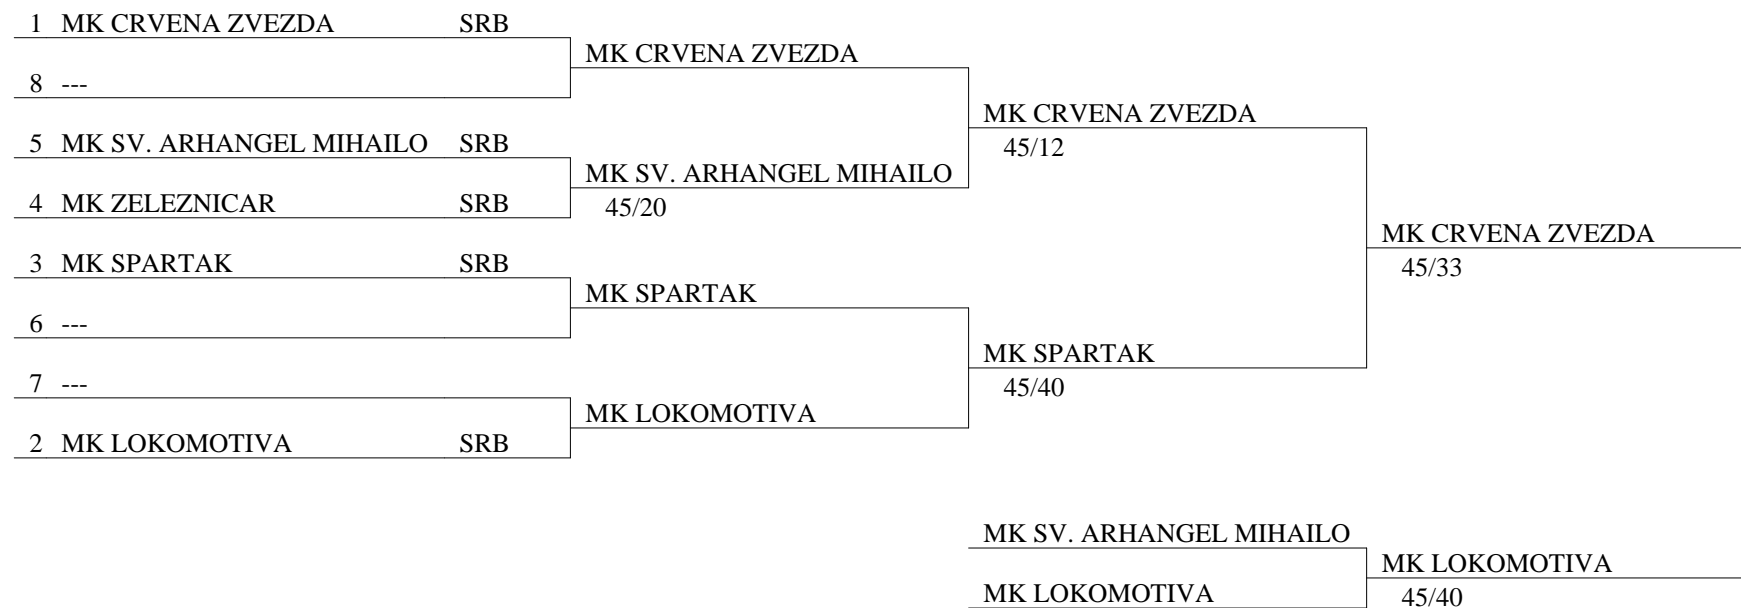 1 MK CRVENA ZVEZDA SRB
MK CRVENA ZVEZDA
8 ---
MK CRVENA ZVEZDA
5 MK SV. ARHANGEL MIHAILO SRB
45/12
MK SV. ARHANGEL MIHAILO
4 MK ZELEZNICAR SRB
45/20
MK CRVENA ZVEZDA
3 MK SPARTAK SRB
45/33
MK SPARTAK
6 ---
MK SPARTAK
7 ---
45/40
MK LOKOMOTIVA
2 MK LOKOMOTIVA SRB
MK SV. ARHANGEL MIHAILO
MK LOKOMOTIVA
MK LOKOMOTIVA
45/40